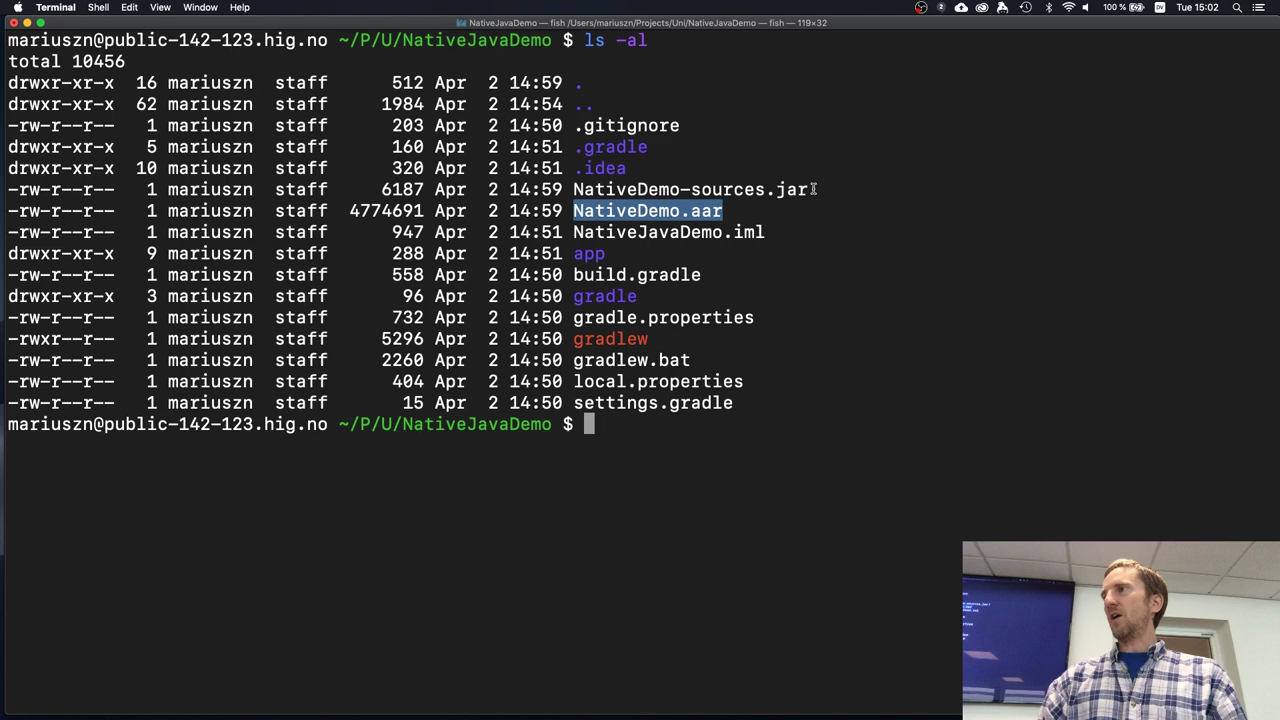 Terminal Shell Edit View Window Help 2 100 % DV Tue 15:02
NativeJavaDemo — fish /Users/mariuszn/Projects/Uni/NativeJavaDemo — 119×32
mariuszn@public-142-123.hig.no ~/P/U/NativeJavaDemo $ ls -al
total 10456
drwxr-xr-x 16 mariuszn staff 512 Apr 2 14:59 .
drwxr-xr-x 62 mariuszn staff 1984 Apr 2 14:54 ..
-rw-r--r-- 1 mariuszn staff 203 Apr 2 14:50 .gitignore
drwxr-xr-x 5 mariuszn staff 160 Apr 2 14:51 .gradle
drwxr-xr-x 10 mariuszn staff 320 Apr 2 14:51 .idea
-rw-r--r-- 1 mariuszn staff 6187 Apr 2 14:59 NativeDemo-sources.jar
-rw-r--r-- 1 mariuszn staff 4774691 Apr 2 14:59 NativeDemo.aar
-rw-r--r-- 1 mariuszn staff 947 Apr 2 14:51 NativeJavaDemo.iml
drwxr-xr-x 9 mariuszn staff 288 Apr 2 14:51 app
-rw-r--r-- 1 mariuszn staff 558 Apr 2 14:50 build.gradle
drwxr-xr-x 3 mariuszn staff 96 Apr 2 14:50 gradle
-rw-r--r-- 1 mariuszn staff 732 Apr 2 14:50 gradle.properties
-rwxr--r-- 1 mariuszn staff 5296 Apr 2 14:50 gradlew
-rw-r--r-- 1 mariuszn staff 2260 Apr 2 14:50 gradlew.bat
-rw-r--r-- 1 mariuszn staff 404 Apr 2 14:50 local.properties
-rw-r--r-- 1 mariuszn staff 15 Apr 2 14:50 settings.gradle
mariuszn@public-142-123.hig.no ~/P/U/NativeJavaDemo $